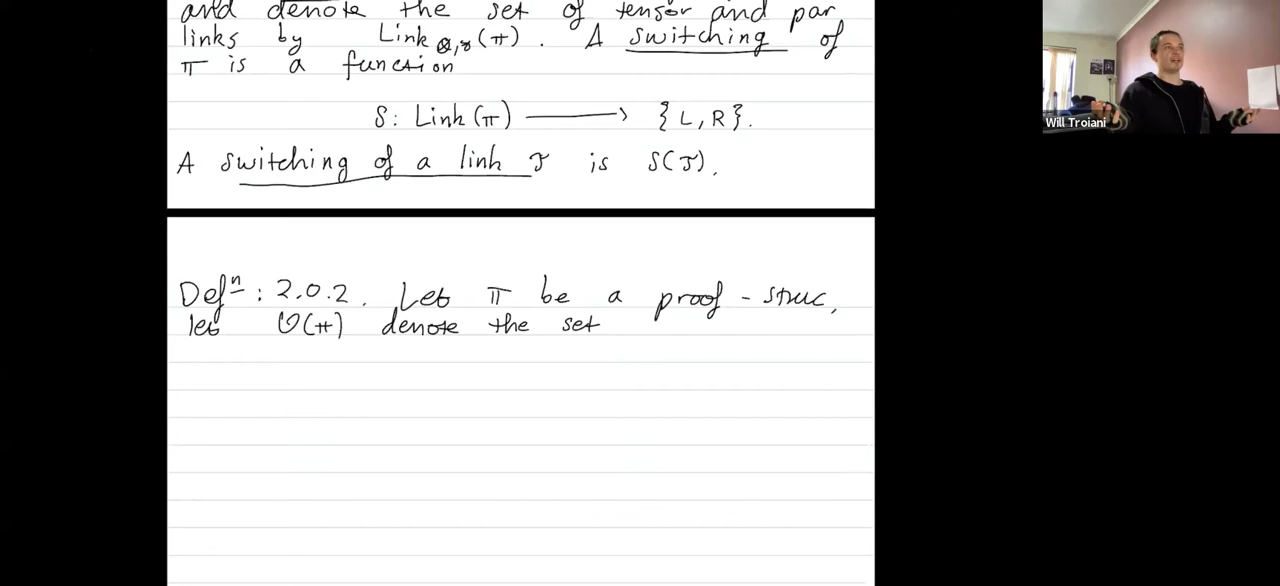 and denote the set of tensor and par
links by Link⊗,⅋(π). A switching of
π is a function
S: Link(π) ⟶ {L, R}.
A switching of a link τ is S(τ).
Defⁿ: 2.0.2. Let π be a proof-struc,
let O(π) denote the set
Will Troiani